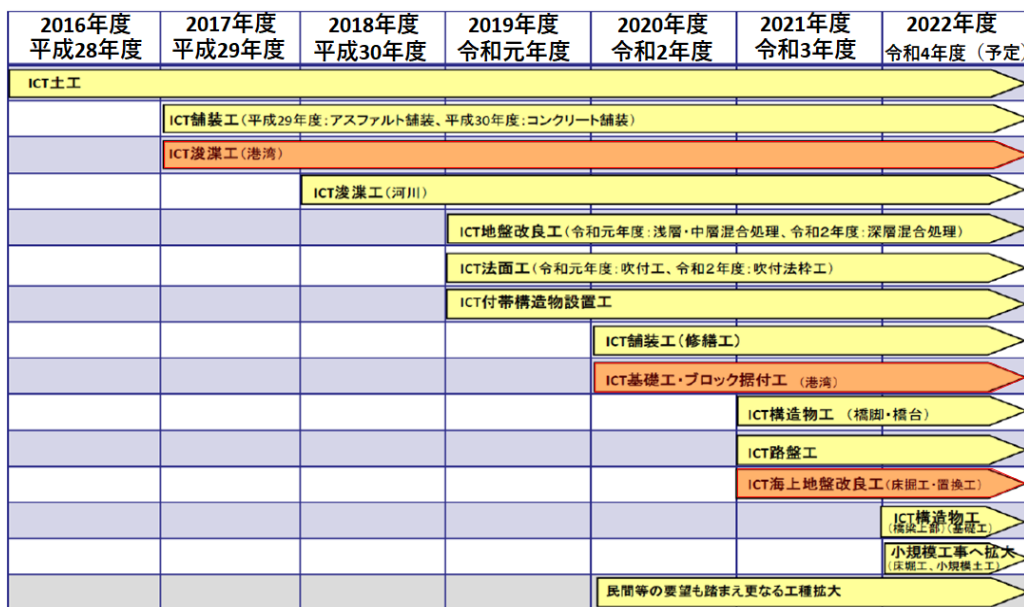 2016年度 2017年度 2018年度 2019年度 2020年度 2021年度 2022年度
平成28年度 平成29年度 平成30年度 令和元年度 令和2年度 令和3年度 令和4年度（予定）
ICT土工
ICT舗装工（平成29年度：アスファルト舗装、平成30年度：コンクリート舗装）
ICT浚渫工（港湾）
ICT浚渫工（河川）
ICT地盤改良工（令和元年度：浅層・中層混合処理、令和２年度：深層混合処理）
ICT法面工（令和元年度：吹付工、令和２年度：吹付法枠工）
ICT付帯構造物設置工
ICT舗装工（修繕工）
ICT基礎工・ブロック据付工 （港湾）
ICT構造物工 （橋脚・橋台）
ICT路盤工
ICT海上地盤改良工（床掘工・置換工）
ICT構造物工
（橋梁上部）（基礎工）
小規模工事へ拡大
（床掘工、小規模土工）
民間等の要望も踏まえ更なる工種拡大